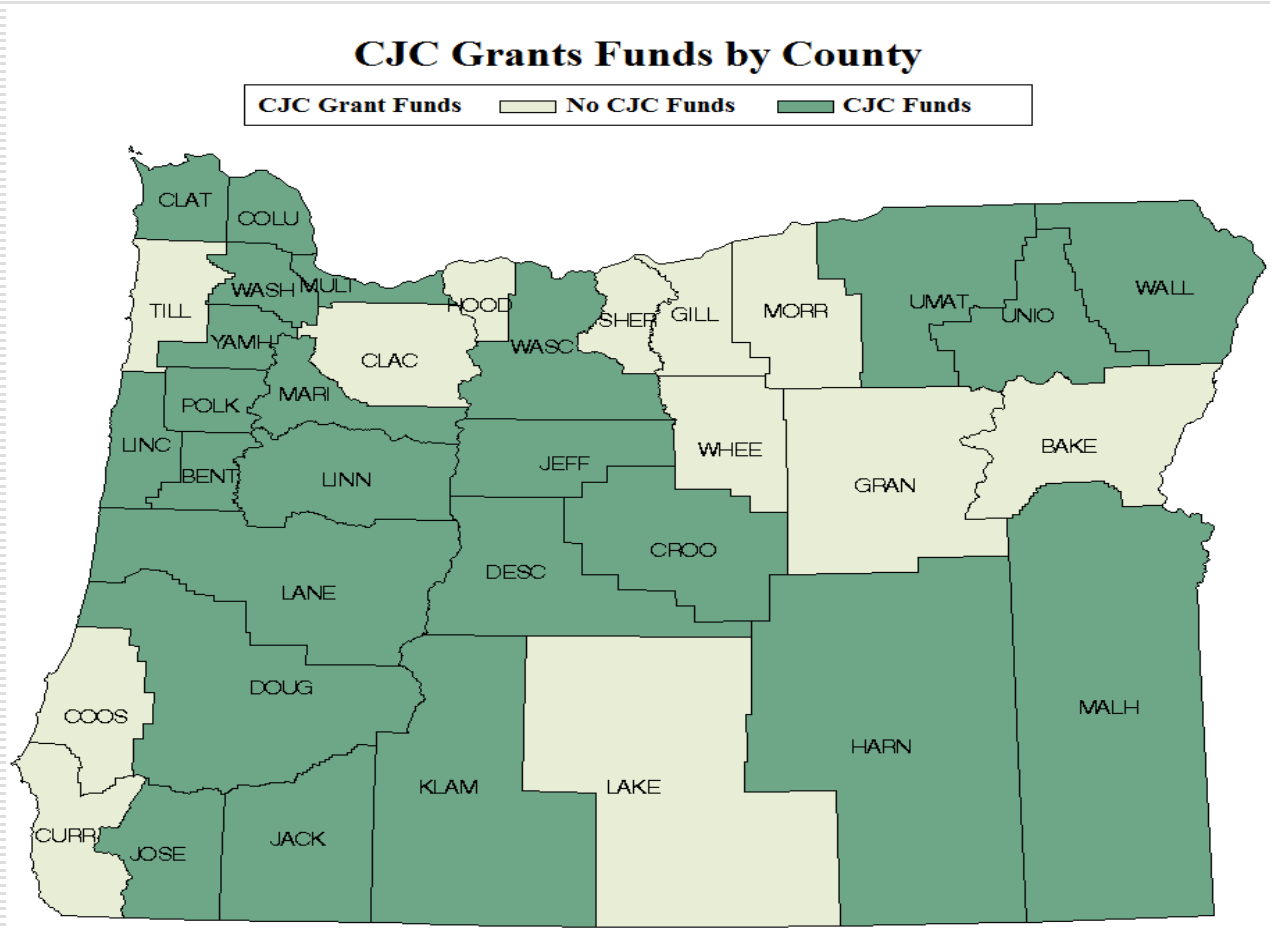 CJC Grants Funds by County
CJC Grant Funds No CJC Funds CJC Funds
CLAT
COLU
WASH
MULT
HOOD
TILL
SHER
GILL
MORR
UMAT
UNIO
WALL
YAMH
CLAC
WASC
MARI
POLK
LINC
BENT
LINN
JEFF
WHEE
GRAN
BAKE
LANE
DESC
CROO
DOUG
COOS
KLAM
LAKE
HARN
MALH
CURR
JOSE
JACK